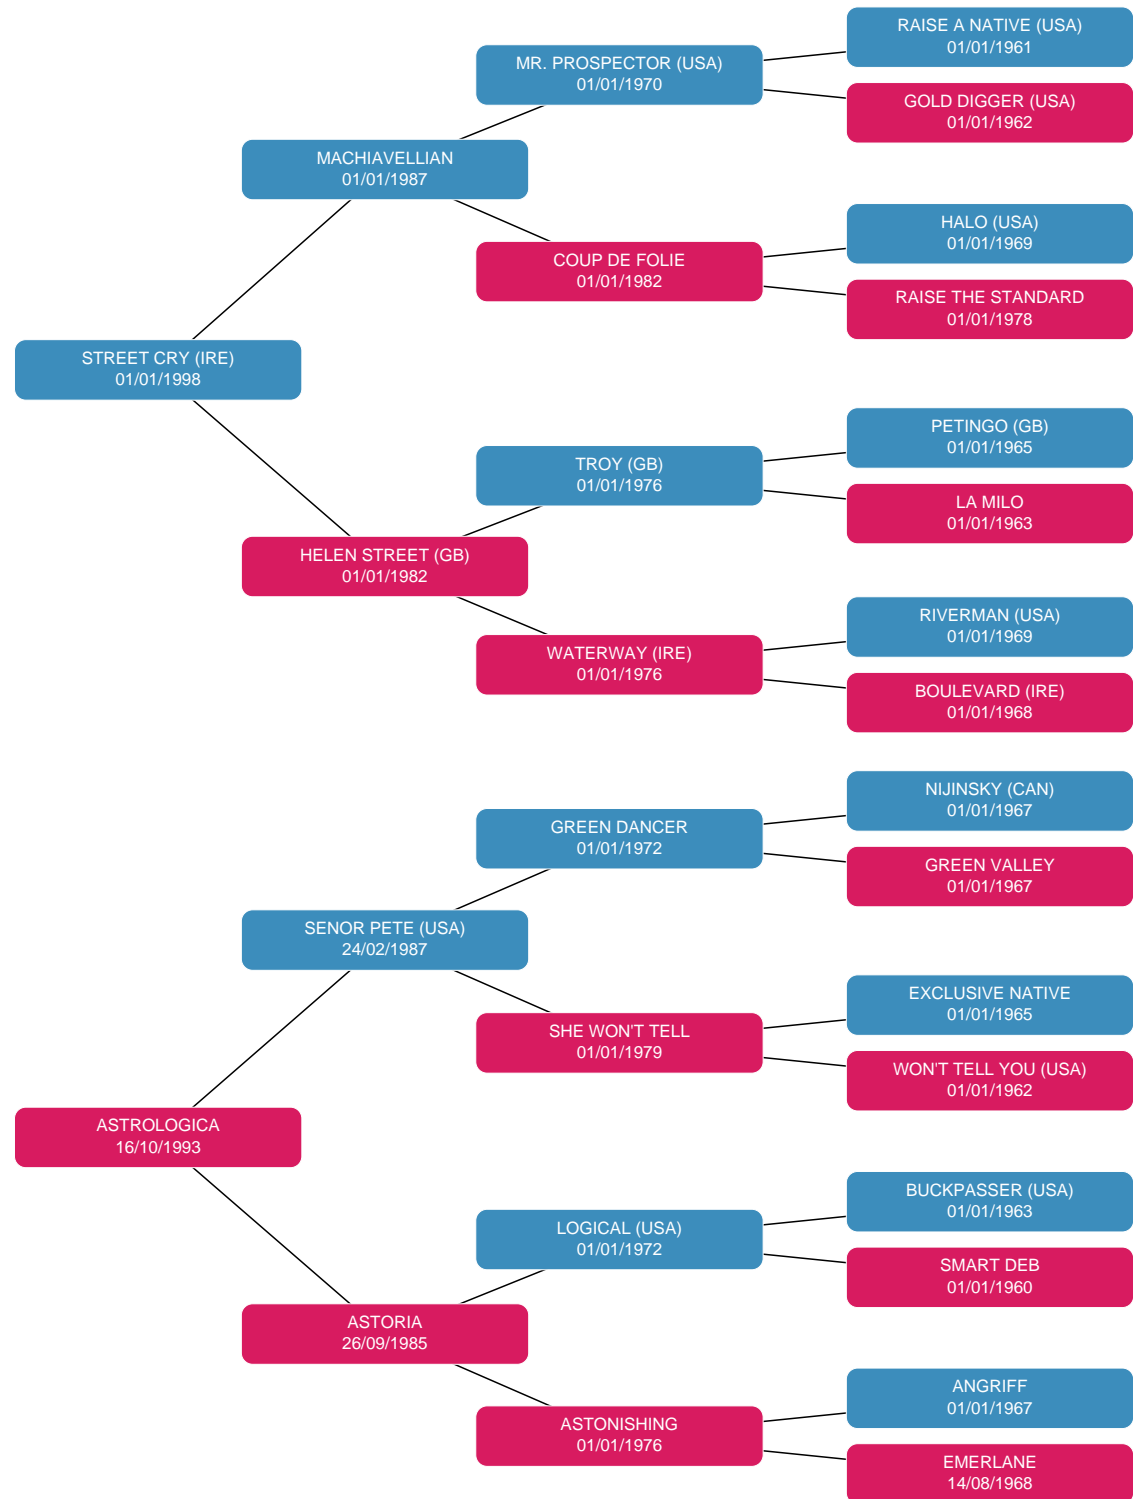 RAISE A NATIVE (USA)
01/01/1961
MR. PROSPECTOR (USA)
01/01/1970
GOLD DIGGER (USA)
01/01/1962
MACHIAVELLIAN
01/01/1987
HALO (USA)
01/01/1969
COUP DE FOLIE
01/01/1982
RAISE THE STANDARD
01/01/1978
STREET CRY (IRE)
01/01/1998
PETINGO (GB)
01/01/1965
TROY (GB)
01/01/1976
LA MILO
01/01/1963
HELEN STREET (GB)
01/01/1982
RIVERMAN (USA)
01/01/1969
WATERWAY (IRE)
01/01/1976
BOULEVARD (IRE)
01/01/1968
NIJINSKY (CAN)
01/01/1967
GREEN DANCER
01/01/1972
GREEN VALLEY
01/01/1967
SENOR PETE (USA)
24/02/1987
EXCLUSIVE NATIVE
01/01/1965
SHE WON'T TELL
01/01/1979
WON'T TELL YOU (USA)
01/01/1962
ASTROLOGICA
16/10/1993
BUCKPASSER (USA)
01/01/1963
LOGICAL (USA)
01/01/1972
SMART DEB
01/01/1960
ASTORIA
26/09/1985
ANGRIFF
01/01/1967
ASTONISHING
01/01/1976
EMERLANE
14/08/1968